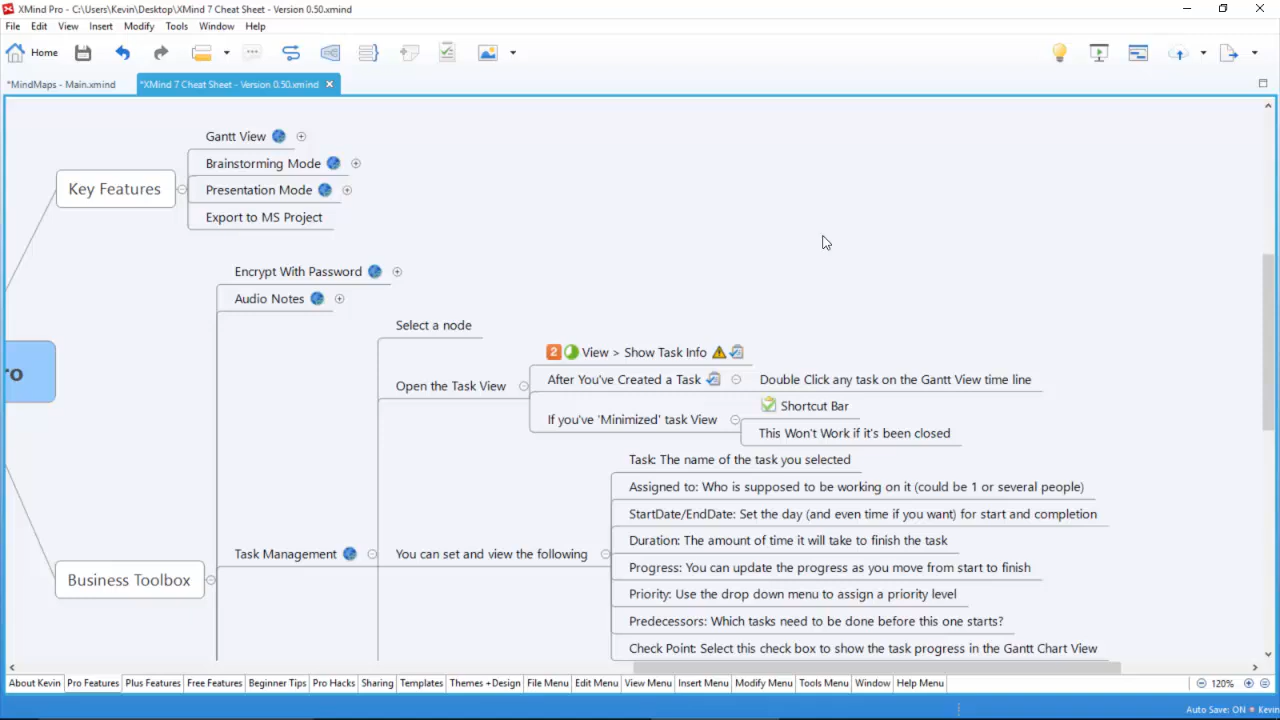 XMind Pro - C:\Users\Kevin\Desktop\XMind 7 Cheat Sheet - Version 0.50.xmind
File Edit View Insert Modify Tools Window Help
Home
*MindMaps - Main.xmind
*XMind 7 Cheat Sheet - Version 0.50.xmind
Gantt View
Brainstorming Mode
Key Features
Presentation Mode
Export to MS Project
Encrypt With Password
Audio Notes
Select a node
2 View > Show Task Info
ro
Open the Task View
After You've Created a Task
Double Click any task on the Gantt View time line
Shortcut Bar
If you've 'Minimized' task View
This Won't Work if it's been closed
Task: The name of the task you selected
Assigned to: Who is supposed to be working on it (could be 1 or several people)
StartDate/EndDate: Set the day (and even time if you want) for start and completion
Duration: The amount of time it will take to finish the task
Task Management
You can set and view the following
Progress: You can update the progress as you move from start to finish
Business Toolbox
Priority: Use the drop down menu to assign a priority level
Predecessors: Which tasks need to be done before this one starts?
Check Point: Select this check box to show the task progress in the Gantt Chart View
About Kevin Pro Features Plus Features Free Features Beginner Tips Pro Hacks Sharing Templates Themes +Design File Menu Edit Menu View Menu Insert Menu Modify Menu Tools Menu Window Help Menu 120%
Auto Save: ON Kevin